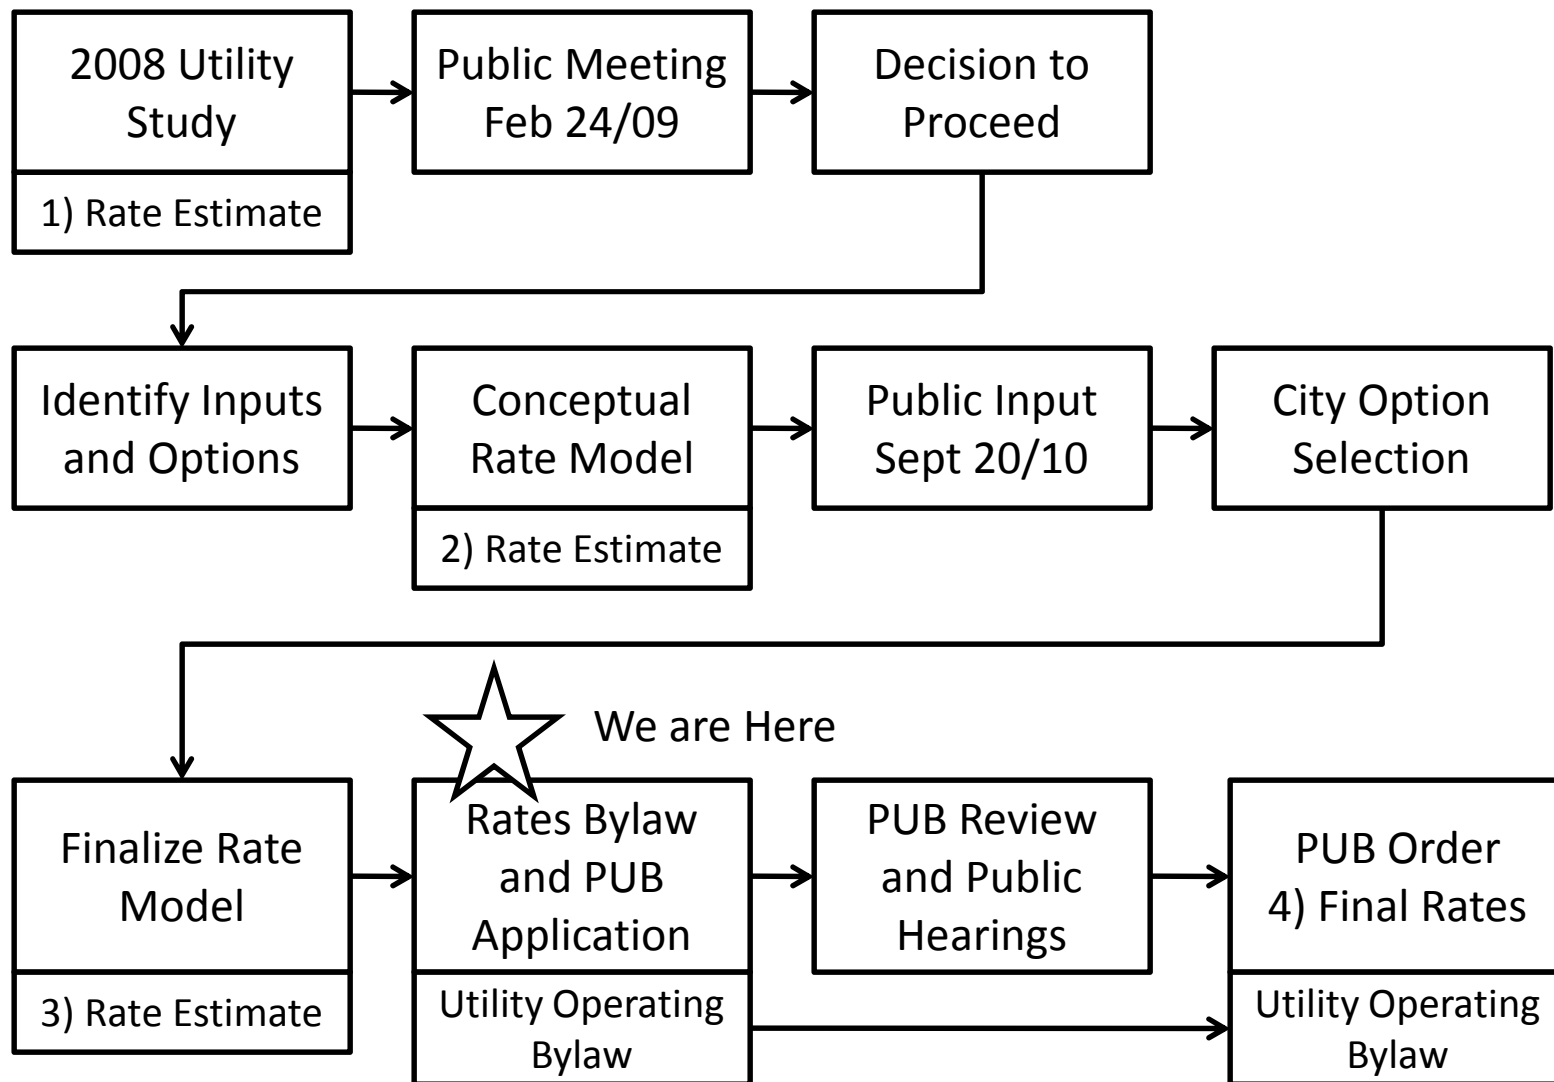 2008 Utility
Study
1) Rate Estimate
Public Meeting
Feb 24/09
Decision to
Proceed
Identify Inputs
and Options
Conceptual
Rate Model
2) Rate Estimate
Public Input
Sept 20/10
City Option
Selection
We are Here
Finalize Rate
Model
3) Rate Estimate
Rates Bylaw
and PUB
Application
Utility Operating
Bylaw
PUB Review
and Public
Hearings
PUB Order
4) Final Rates
Utility Operating
Bylaw